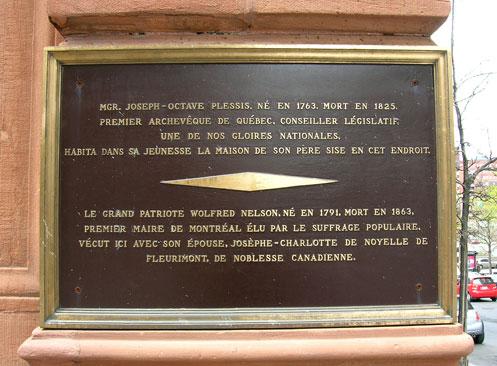 MGR. JOSEPH-OCTAVE PLESSIS, NÉ EN 1763, MORT EN 1825.
PREMIER ARCHEVÊQUE DE QUÉBEC, CONSEILLER LÉGISLATIF,
UNE DE NOS GLOIRES NATIONALES,
HABITA DANS SA JEUNESSE LA MAISON DE SON PÈRE SISE EN CET ENDROIT.
LE GRAND PATRIOTE WOLFRED NELSON, NÉ EN 1791, MORT EN 1863,
PREMIER MAIRE DE MONTRÉAL ÉLU PAR LE SUFFRAGE POPULAIRE,
VÉCUT ICI AVEC SON ÉPOUSE, JOSÈPHE-CHARLOTTE DE NOYELLE DE
FLEURIMONT, DE NOBLESSE CANADIENNE.